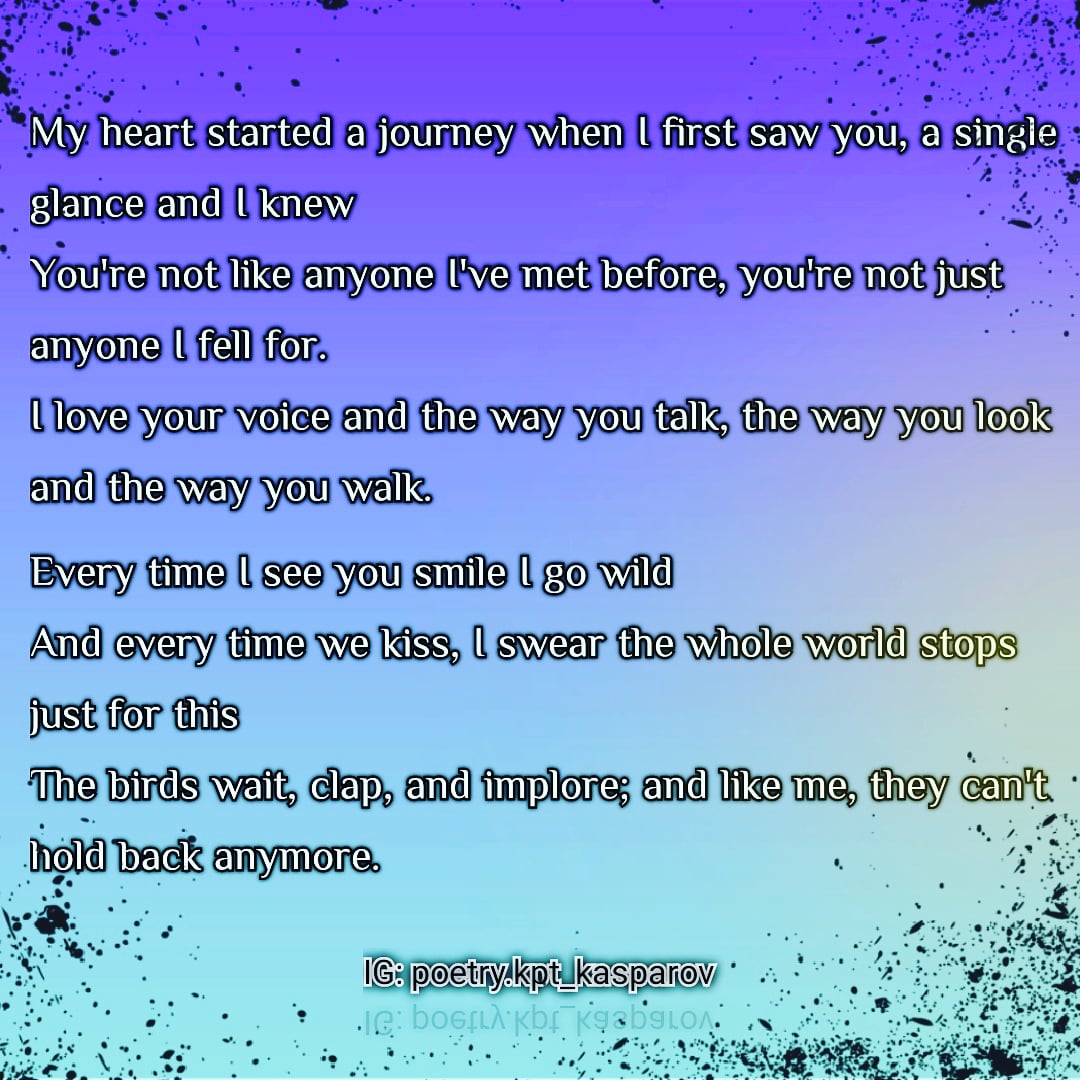 My heart started a journey when I first saw you, a single
glance and I knew
You're not like anyone I've met before, you're not just
anyone I fell for.
I love your voice and the way you talk, the way you look
and the way you walk.
Every time I see you smile I go wild
And every time we kiss, I swear the whole world stops
just for this
The birds wait, clap, and implore; and like me, they can't
hold back anymore.
IG: poetry.kpt_kasparov
IG: poetry.kpt_kasparov